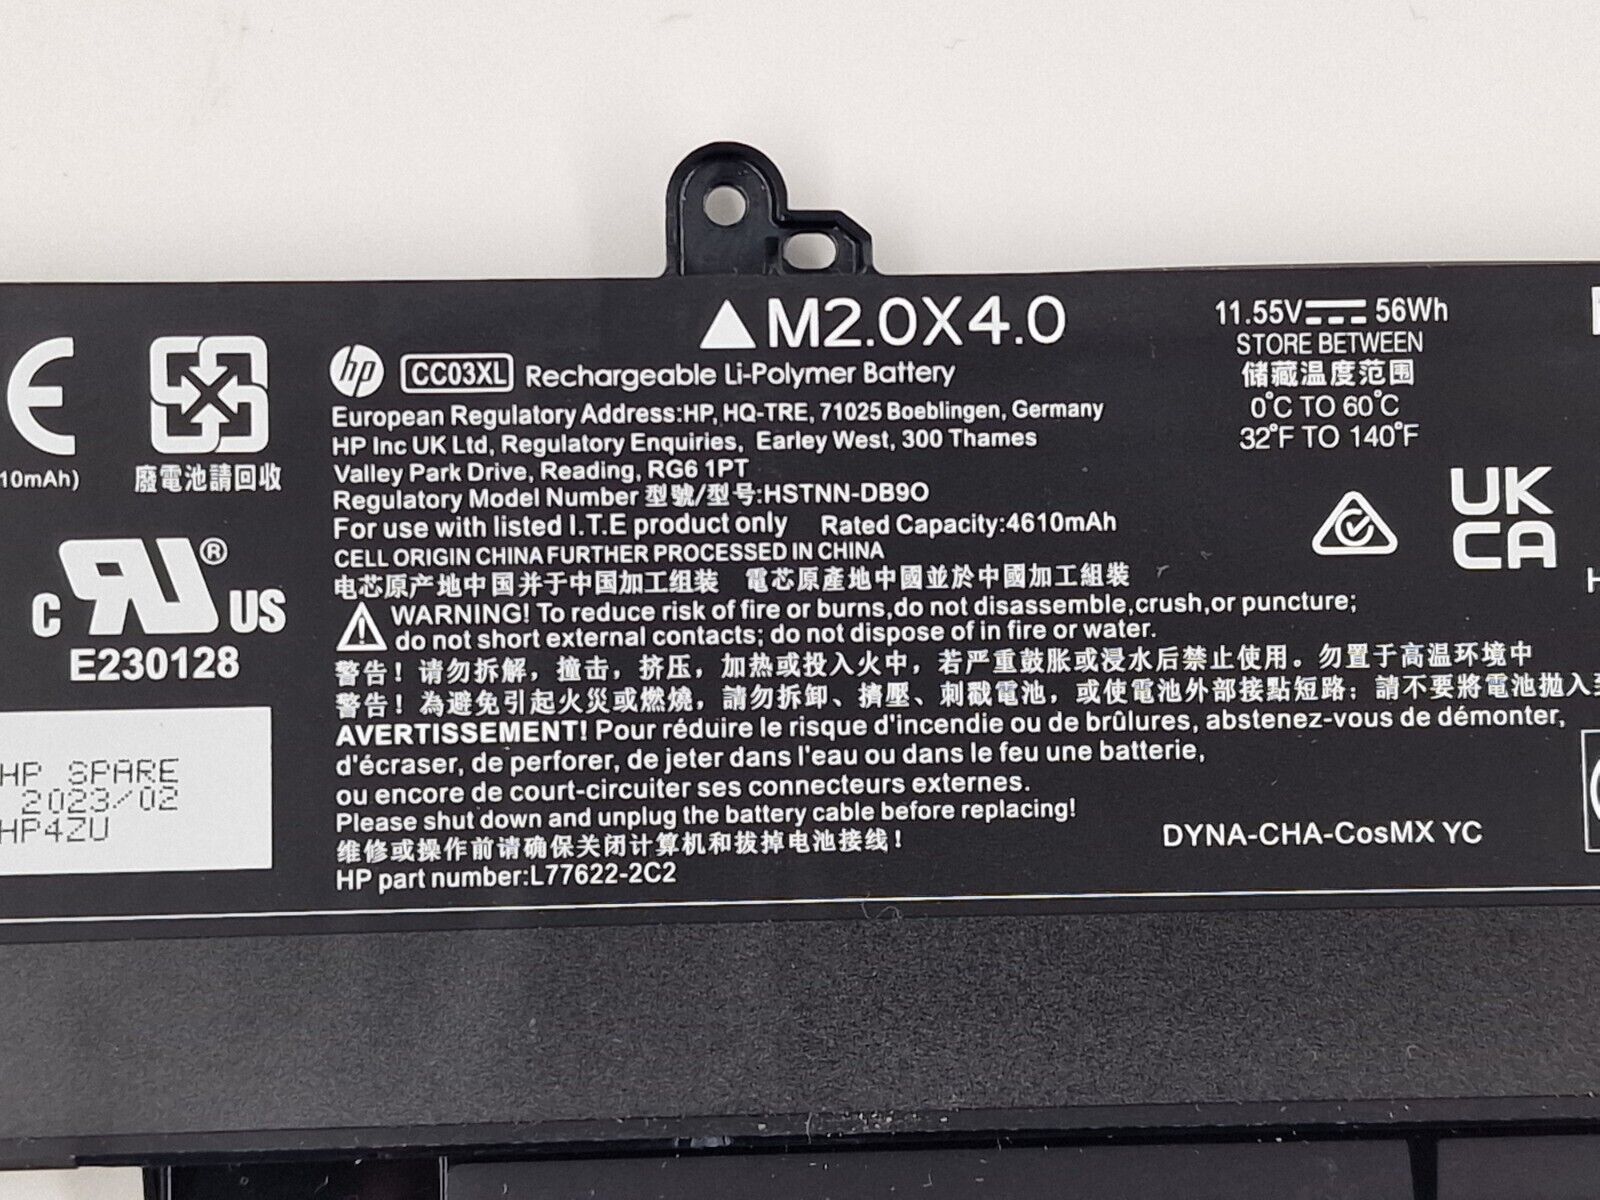 ▲M2.0X4.0
hp CC03XL Rechargeable Li-Polymer Battery
European Regulatory Address:HP, HQ-TRE, 71025 Boeblingen, Germany
HP Inc UK Ltd, Regulatory Enquiries, Earley West, 300 Thames
Valley Park Drive, Reading, RG6 1PT
Regulatory Model Number 型號/型号:HSTNN-DB9O
For use with listed I.T.E product only Rated Capacity:4610mAh
CELL ORIGIN CHINA FURTHER PROCESSED IN CHINA
电芯原产地中国并于中国加工组装 電芯原產地中國並於中國加工組裝
WARNING! To reduce risk of fire or burns,do not disassemble,crush,or puncture;
do not short external contacts; do not dispose of in fire or water.
警告！请勿拆解，撞击，挤压，加热或投入火中，若严重鼓胀或浸水后禁止使用。勿置于高温环境中
警告！為避免引起火災或燃燒，請勿拆卸、擠壓、刺戳電池，或使電池外部接點短路；請不要將電池拋入
AVERTISSEMENT! Pour réduire le risque d'incendie ou de brûlures, abstenez-vous de démonter,
d'écraser, de perforer, de jeter dans l'eau ou dans le feu une batterie,
ou encore de court-circuiter ses connecteurs externes.
Please shut down and unplug the battery cable before replacing!
维修或操作前请确保关闭计算机和拔掉电池接线！
HP part number:L77622-2C2
11.55V 56Wh
STORE BETWEEN
储藏温度范围
0°C TO 60°C
32°F TO 140°F
UK
CA
DYNA-CHA-CosMX YC
CE
10mAh)
廢電池請回收
C RU ® US
E230128
HP SPARE
2023/02
HP4ZU